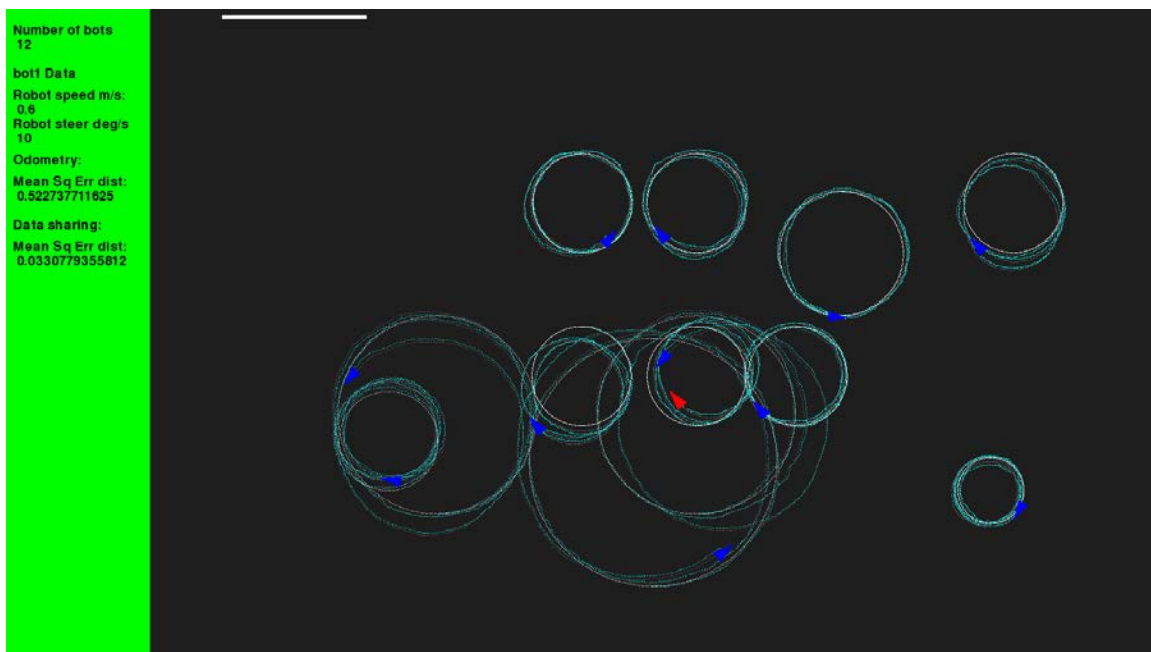 Number of bots
12
bot1 Data
Robot speed m/s:
0.6
Robot steer deg/s
10
Odometry:
Mean Sq Err dist:
0.522737711625
Data sharing:
Mean Sq Err dist:
0.0330779355812